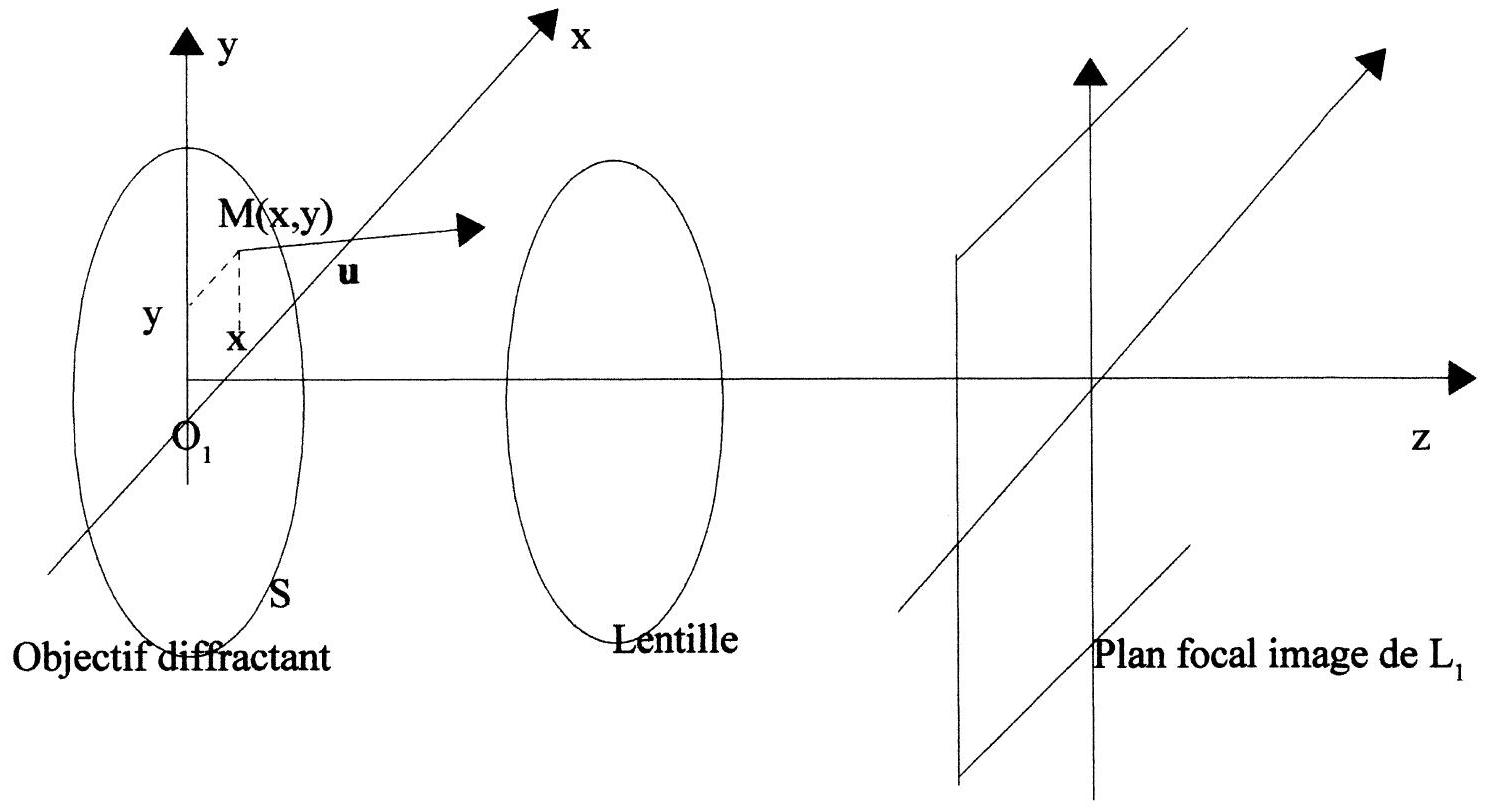 y
x
M(x,y)
u
y
x
O₁
z
S
Objectif diffractant
Lentille
Plan focal image de L₁